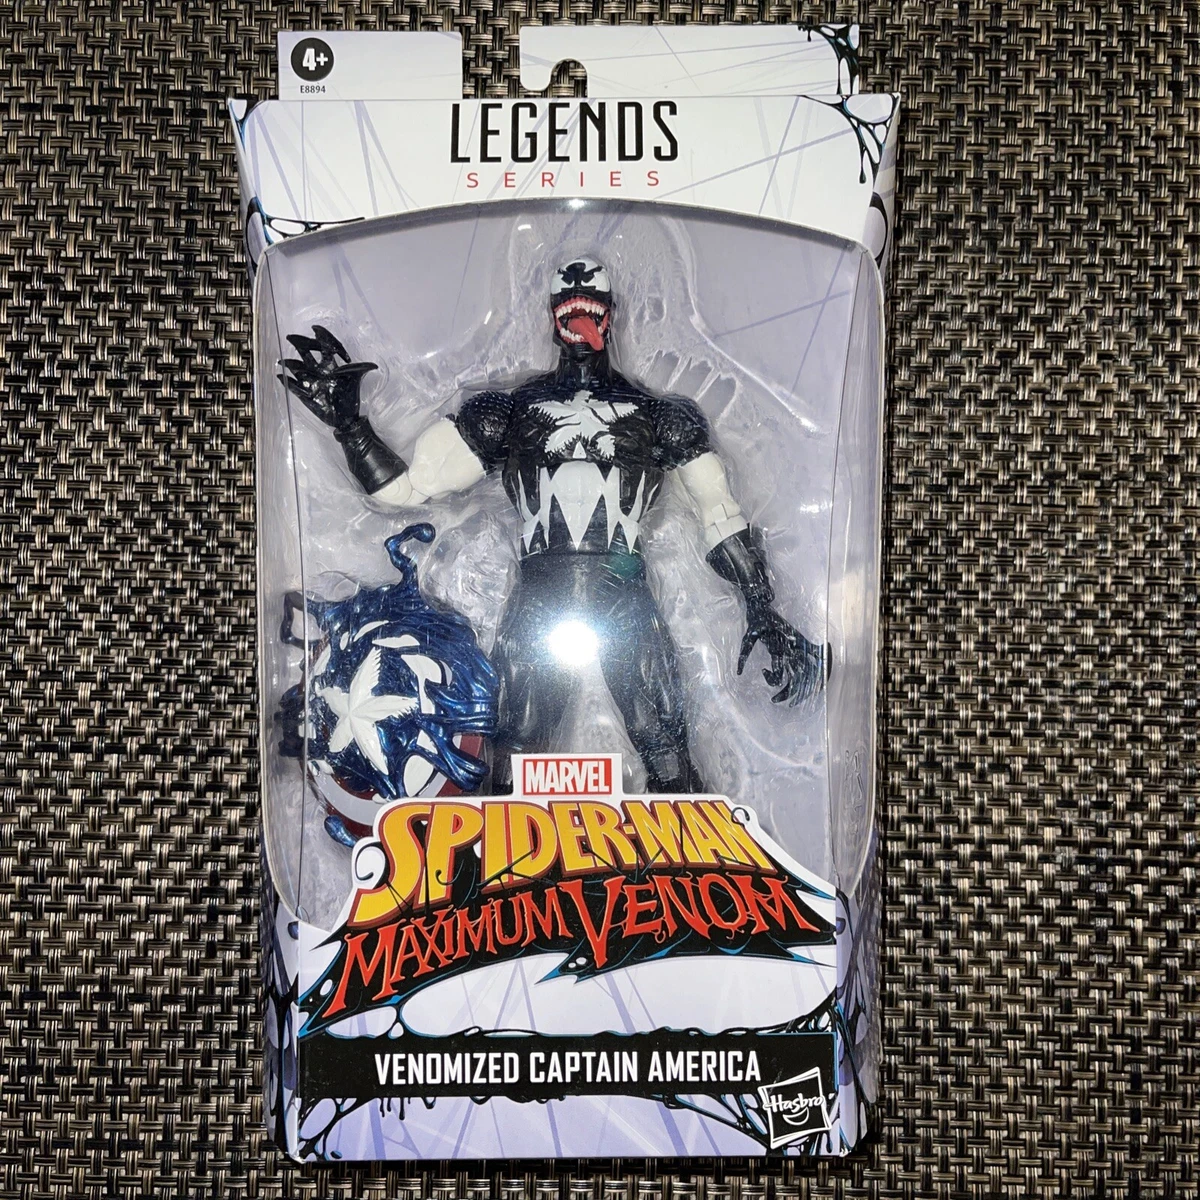 4+
E8894
LEGENDS
SERIES
MARVEL
SPIDER-MAN
MAXIMUM VENOM
VENOMIZED CAPTAIN AMERICA
Hasbro